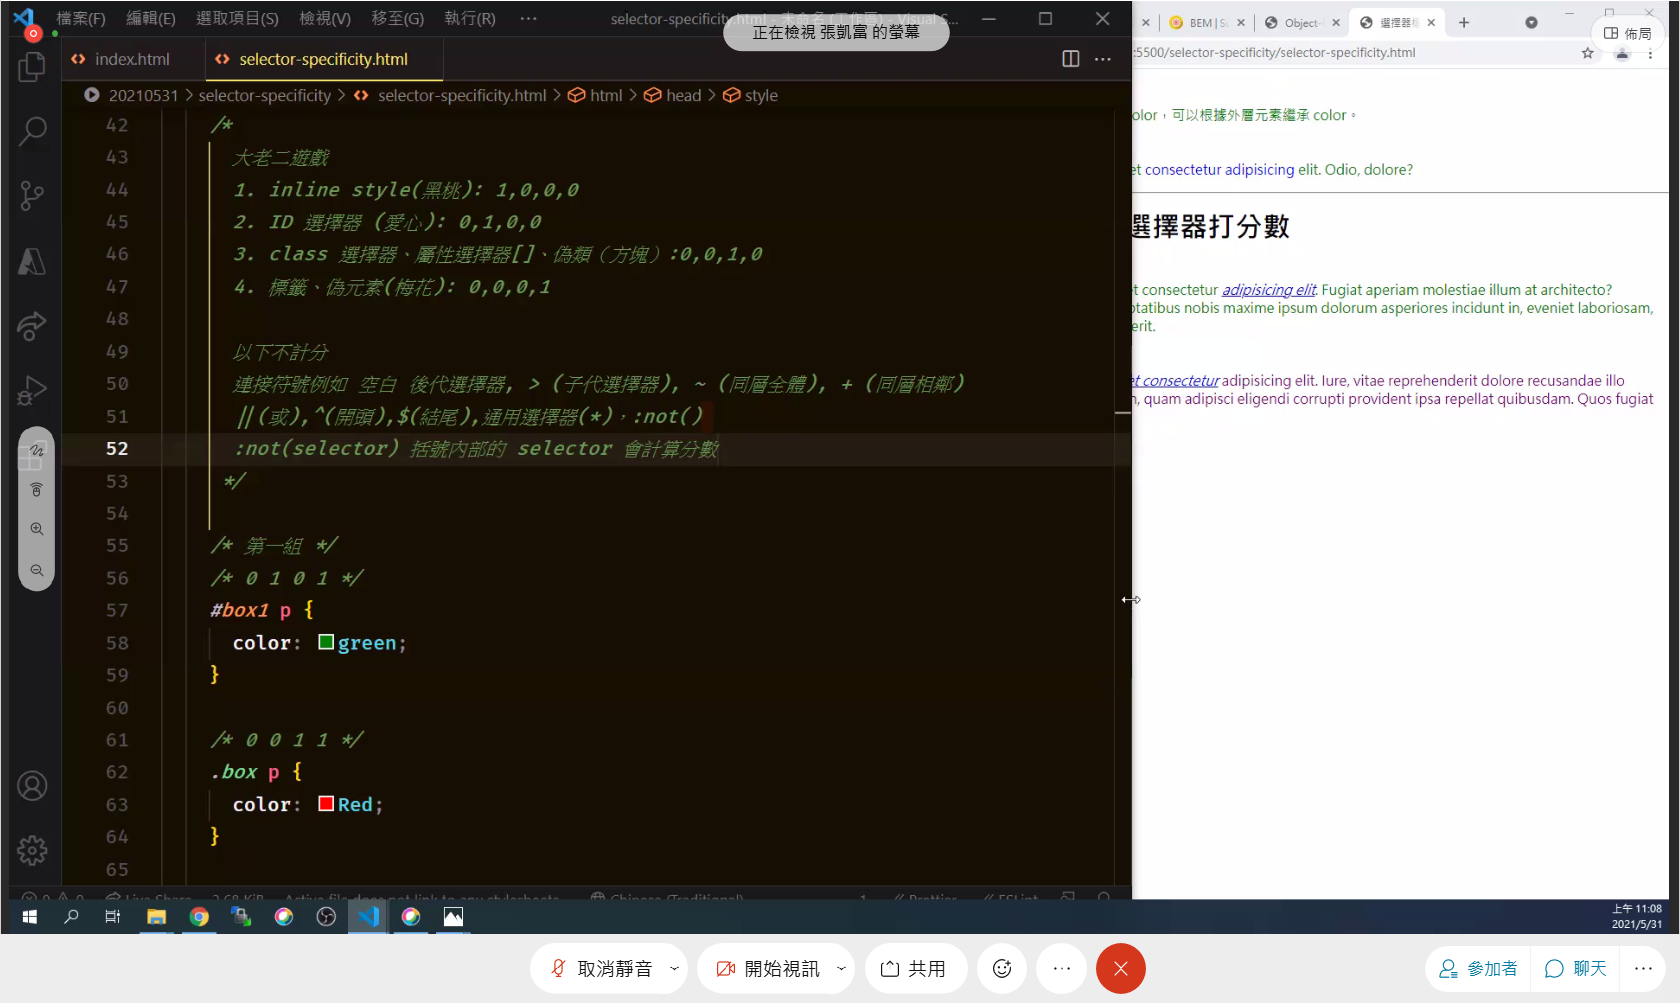 檔案(F) 編輯(E) 選取項目(S) 檢視(V) 移至(G) 執行(R) ···
正在檢視 張凱富 的螢幕
BEM | S
Object-
佈局
index.html
selector-specificity.html
:5500/selector-specificity/selector-specificity.html
20210531 > selector-specificity > selector-specificity.html > html > head > style
42 /*
43 大老二遊戲
44 1. inline style(黑桃): 1,0,0,0
45 2. ID 選擇器 (愛心): 0,1,0,0
46 3. class 選擇器、屬性選擇器[]、偽類（方塊）:0,0,1,0
47 4. 標籤、偽元素(梅花): 0,0,0,1
48
49 以下不計分
50 連接符號例如 空白 後代選擇器, > (子代選擇器), ~ (同層全體), + (同層相鄰)
51 ||(或),^(開頭),$(結尾),通用選擇器(*)，:not()
52 :not(selector) 括號內部的 selector 會計算分數
53 */
54
55 /* 第一組 */
56 /* 0 1 0 1 */
57 #box1 p {
58 color: green;
59 }
60
61 /* 0 0 1 1 */
62 .box p {
63 color: Red;
64 }
65
olor，可以根據外層元素繼承 color。
et consectetur adipisicing elit. Odio, dolore?
選擇器打分數
t consectetur adipisicing elit. Fugiat aperiam molestiae illum at architecto?
ptatibus nobis maxime ipsum dolorum asperiores incidunt in, eveniet laboriosam,
erit.
et consectetur adipisicing elit. Iure, vitae reprehenderit dolore recusandae illo
, quam adipisci eligendi corrupti provident ipsa repellat quibusdam. Quos fugiat
上午 11:08
2021/5/31
取消靜音
開始視訊
共用
參加者
聊天